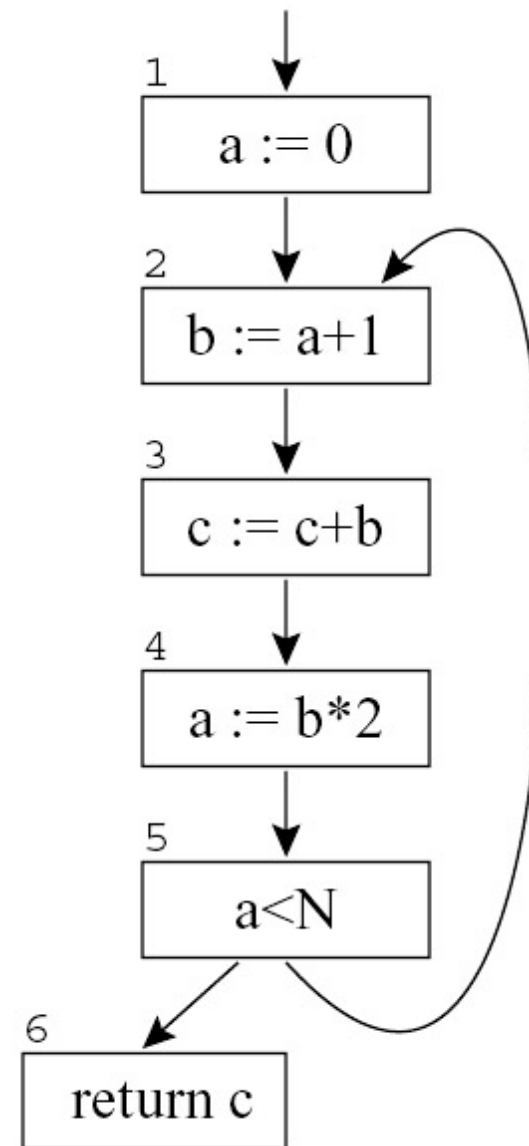 1
a := 0
2
b := a+1
3
c := c+b
4
a := b*2
5
a<N
6
return c